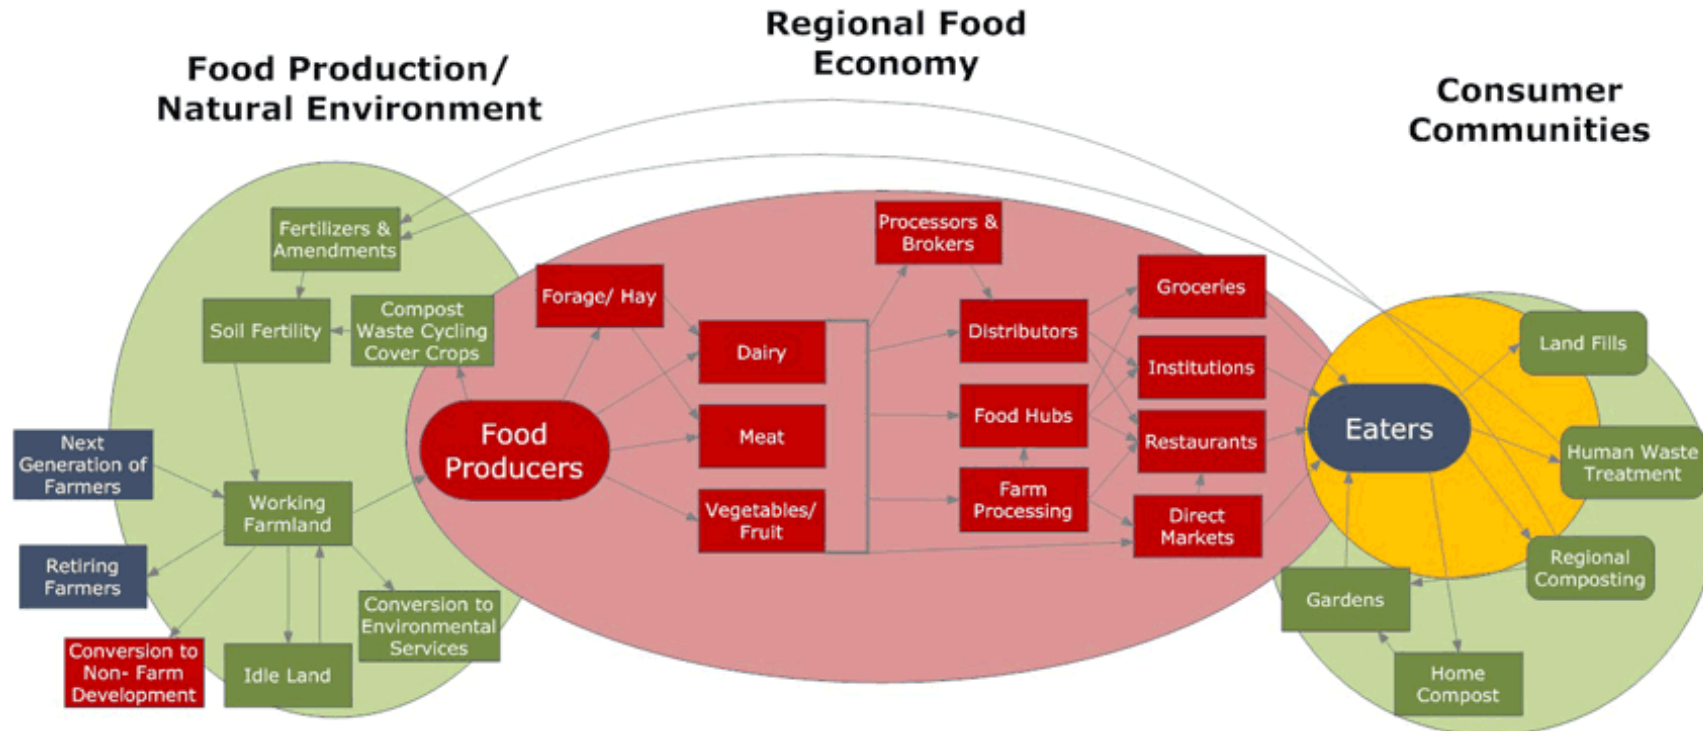 Regional Food
Economy
Food Production/
Natural Environment
Consumer
Communities
Fertilizers &
Amendments
Soil Fertility
Compost
Waste Cycling
Cover Crops
Next
Generation of
Farmers
Working
Farmland
Retiring
Farmers
Conversion to
Non- Farm
Development
Idle Land
Conversion to
Environmental
Services
Food
Producers
Forage/ Hay
Dairy
Meat
Vegetables/
Fruit
Processors &
Brokers
Distributors
Food Hubs
Farm
Processing
Groceries
Institutions
Restaurants
Direct
Markets
Eaters
Land Fills
Human Waste
Treatment
Regional
Composting
Gardens
Home
Compost